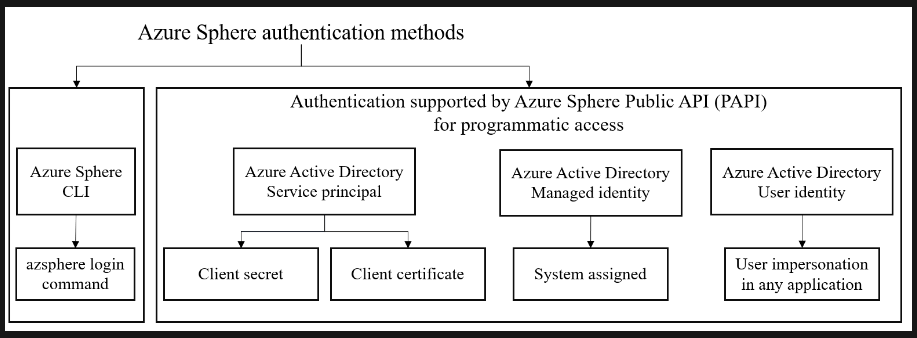 Azure Sphere authentication methods
Authentication supported by Azure Sphere Public API (PAPI)
for programmatic access
Azure Sphere
CLI
Azure Active Directory
Service principal
Azure Active Directory
Managed identity
Azure Active Directory
User identity
azsphere login
command
Client secret
Client certificate
System assigned
User impersonation
in any application